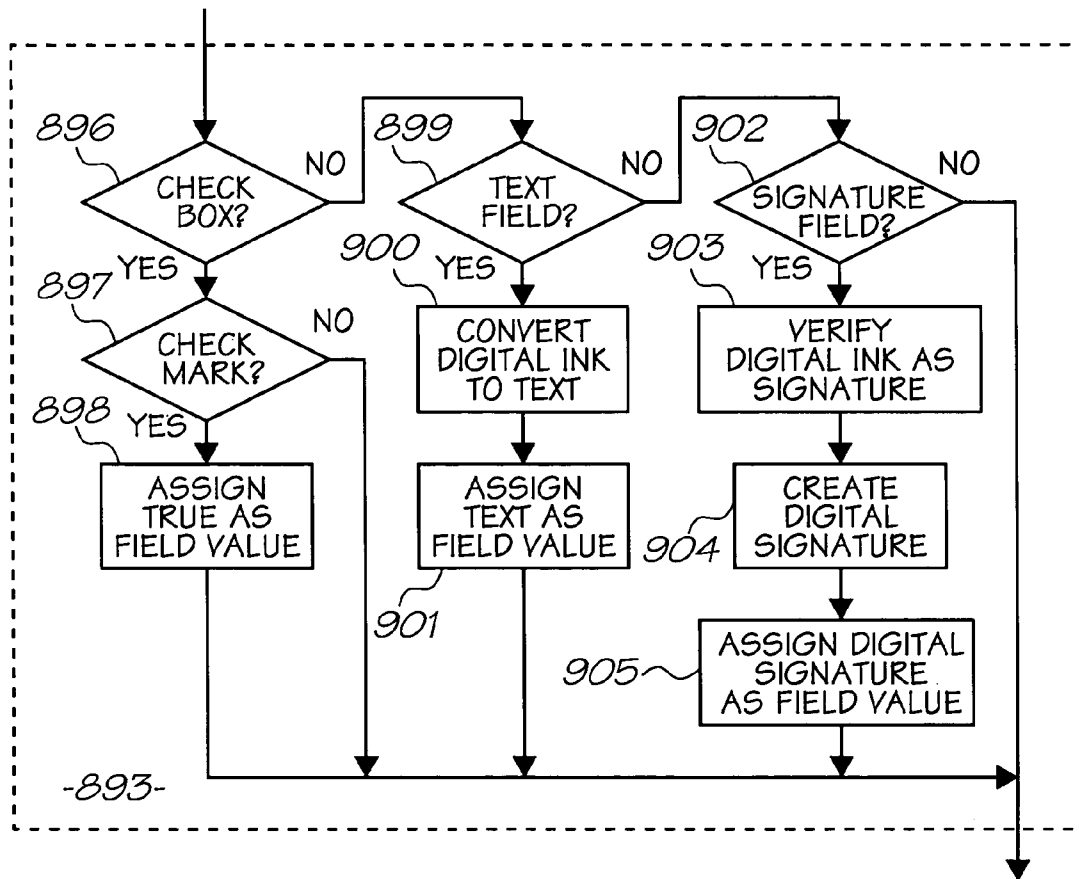 896
CHECK
BOX?
NO
YES
897
CHECK
MARK?
NO
YES
898
ASSIGN
TRUE AS
FIELD VALUE
899
TEXT
FIELD?
NO
YES
900
CONVERT
DIGITAL INK
TO TEXT
ASSIGN
TEXT AS
FIELD VALUE
901
902
SIGNATURE
FIELD?
NO
YES
903
VERIFY
DIGITAL INK AS
SIGNATURE
CREATE
DIGITAL
SIGNATURE
904
ASSIGN DIGITAL
SIGNATURE
AS FIELD VALUE
905
-893-